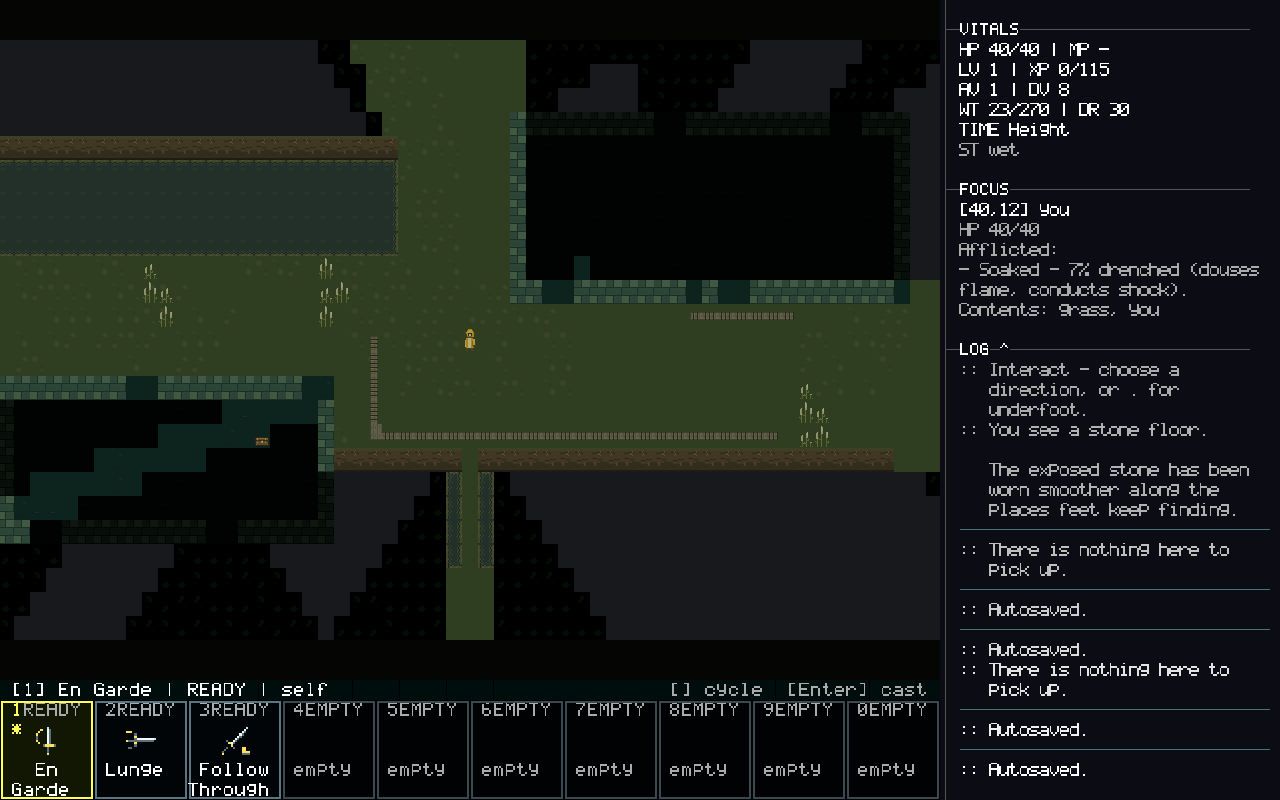 VITALS
HP 40/40 | MP -
LV 1 | XP 0/115
AV 1 | DV 8
WT 23/270 | DR 30
TIME Height
ST wet
FOCUS
[40,12] You
HP 40/40
Afflicted:
- Soaked - 7% drenched (douses
flame, conducts shock).
Contents: grass, You
LOG ^
:: Interact - choose a
direction, or . for
underfoot.
:: You see a stone floor.
The exposed stone has been
worn smoother along the
places feet keep finding.
:: There is nothing here to
pick up.
:: Autosaved.
:: Autosaved.
:: There is nothing here to
pick up.
:: Autosaved.
:: Autosaved.
[1] En Garde | READY | self
[] cycle [Enter] cast
1READY 2READY 3READY 4EMPTY 5EMPTY 6EMPTY 7EMPTY 8EMPTY 9EMPTY 0EMPTY
*
En Garde
Lunge
Follow Through
empty empty empty empty empty empty empty